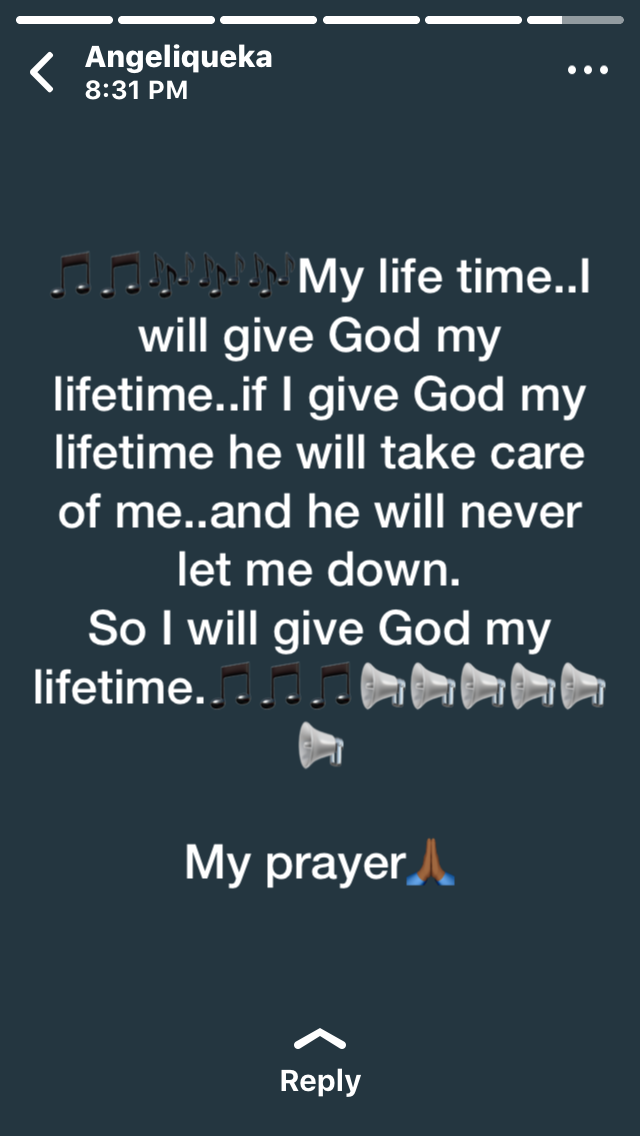 Angeliqueka
8:31 PM
🎵🎵🎶🎶🎶My life time..I
will give God my
lifetime..if I give God my
lifetime he will take care
of me..and he will never
let me down.
So I will give God my
lifetime.🎵🎵🎵📢📢📢📢📢
📢
My prayer🙏🏾
Reply